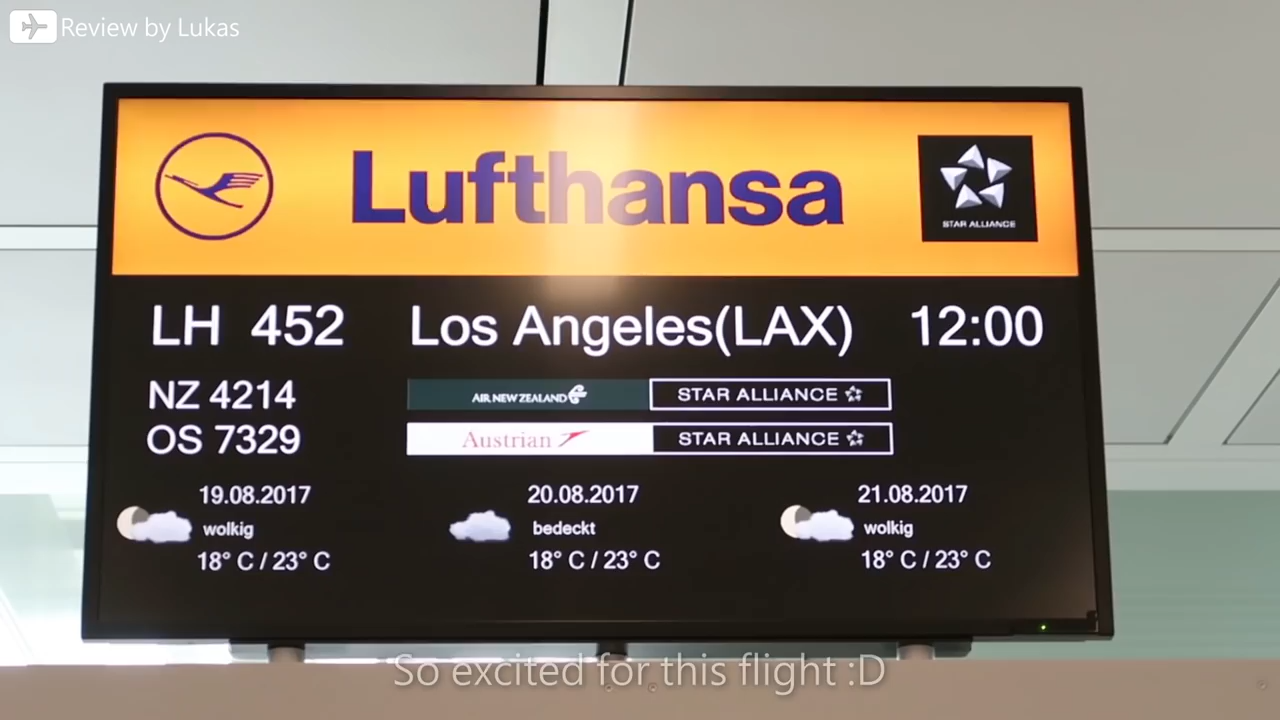 Review by Lukas
Lufthansa
STAR ALLIANCE
LH 452 Los Angeles(LAX) 12:00
NZ 4214 AIR NEW ZEALAND STAR ALLIANCE
OS 7329 Austrian STAR ALLIANCE
19.08.2017 20.08.2017 21.08.2017
wolkig bedeckt wolkig
18° C / 23° C 18° C / 23° C 18° C / 23° C
So excited for this flight :D